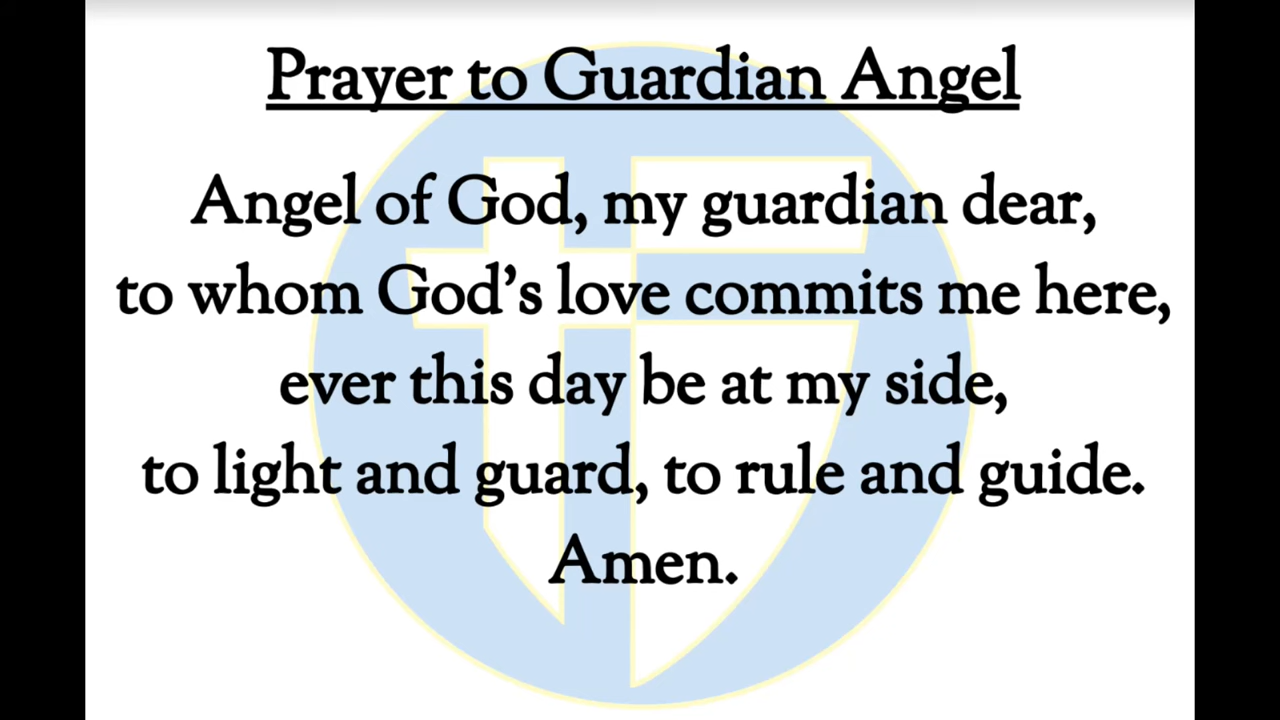 Prayer to Guardian Angel
Angel of God, my guardian dear,
to whom God’s love commits me here,
ever this day be at my side,
to light and guard, to rule and guide.
Amen.